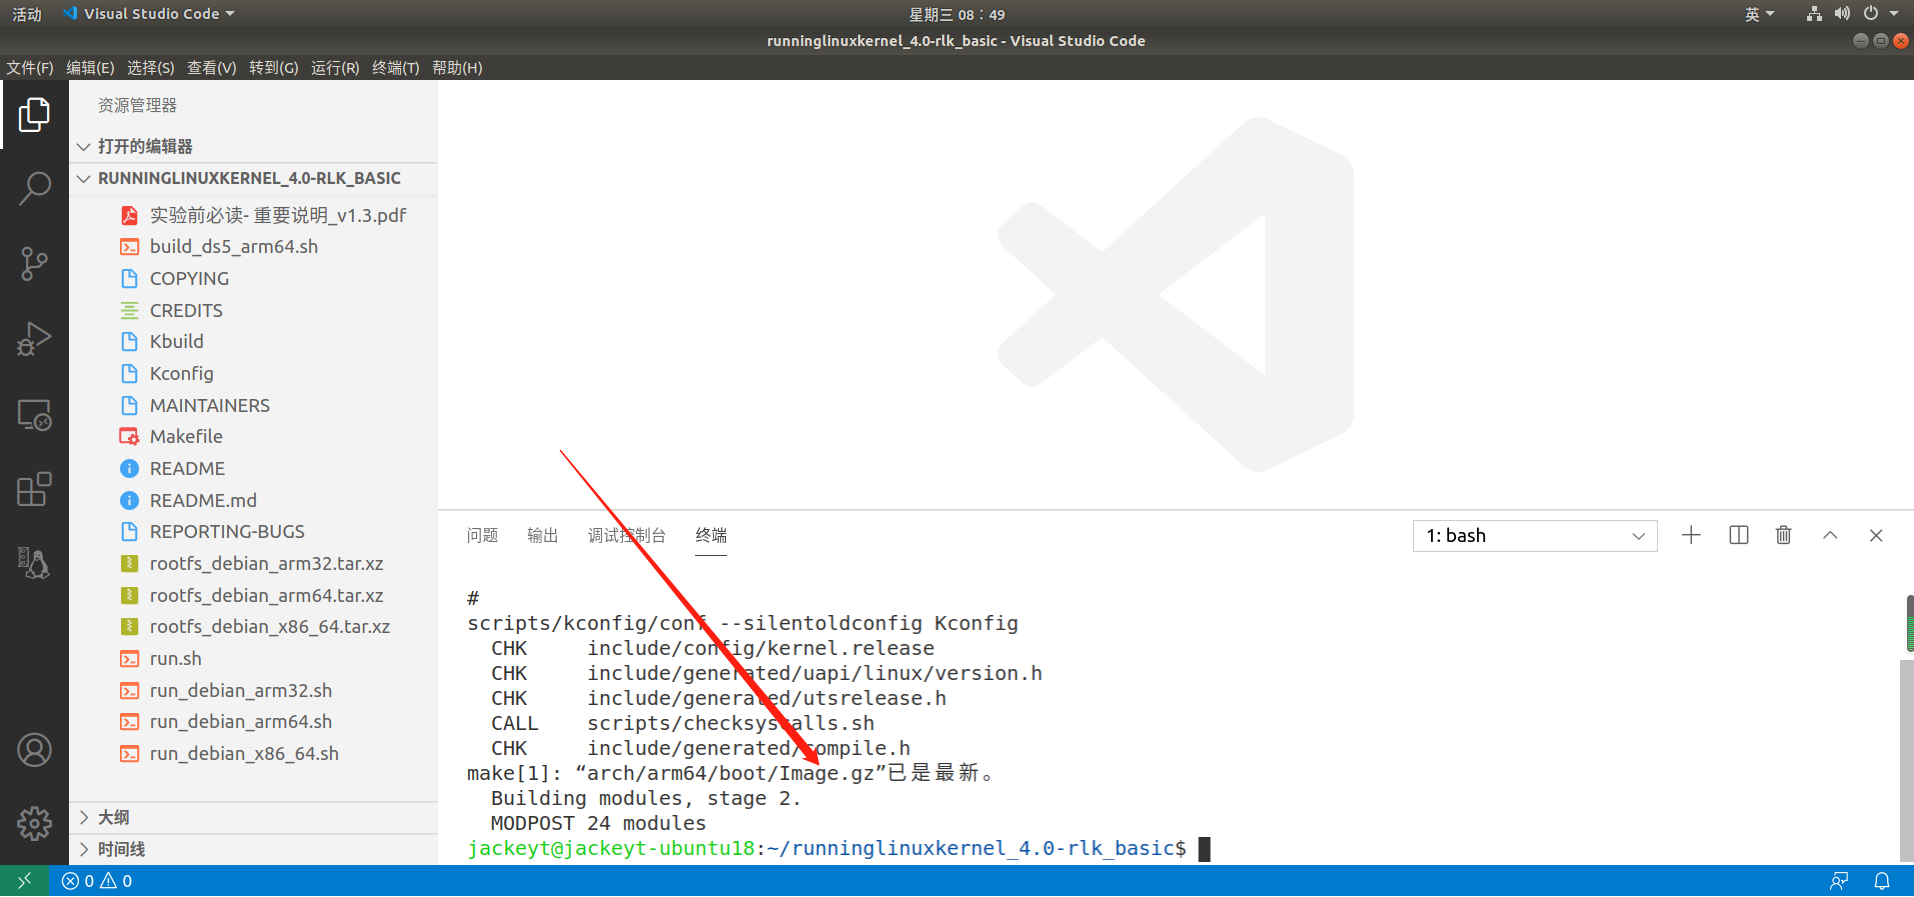 活动 Visual Studio Code 星期三 08：49 英
runninglinuxkernel_4.0-rlk_basic - Visual Studio Code
文件(F) 编辑(E) 选择(S) 查看(V) 转到(G) 运行(R) 终端(T) 帮助(H)
资源管理器
打开的编辑器
RUNNINGLINUXKERNEL_4.0-RLK_BASIC
实验前必读- 重要说明_v1.3.pdf
build_ds5_arm64.sh
COPYING
CREDITS
Kbuild
Kconfig
MAINTAINERS
Makefile
README
README.md
REPORTING-BUGS
rootfs_debian_arm32.tar.xz
rootfs_debian_arm64.tar.xz
rootfs_debian_x86_64.tar.xz
run.sh
run_debian_arm32.sh
run_debian_arm64.sh
run_debian_x86_64.sh
大纲
时间线
问题 输出 调试控制台 终端 1: bash
#
scripts/kconfig/conf --silentoldconfig Kconfig
CHK include/config/kernel.release
CHK include/generated/uapi/linux/version.h
CHK include/generated/utsrelease.h
CALL scripts/checksyscalls.sh
CHK include/generated/compile.h
make[1]: “arch/arm64/boot/Image.gz”已是最新。
Building modules, stage 2.
MODPOST 24 modules
jackeyt@jackeyt-ubuntu18:~/runninglinuxkernel_4.0-rlk_basic$
0 0